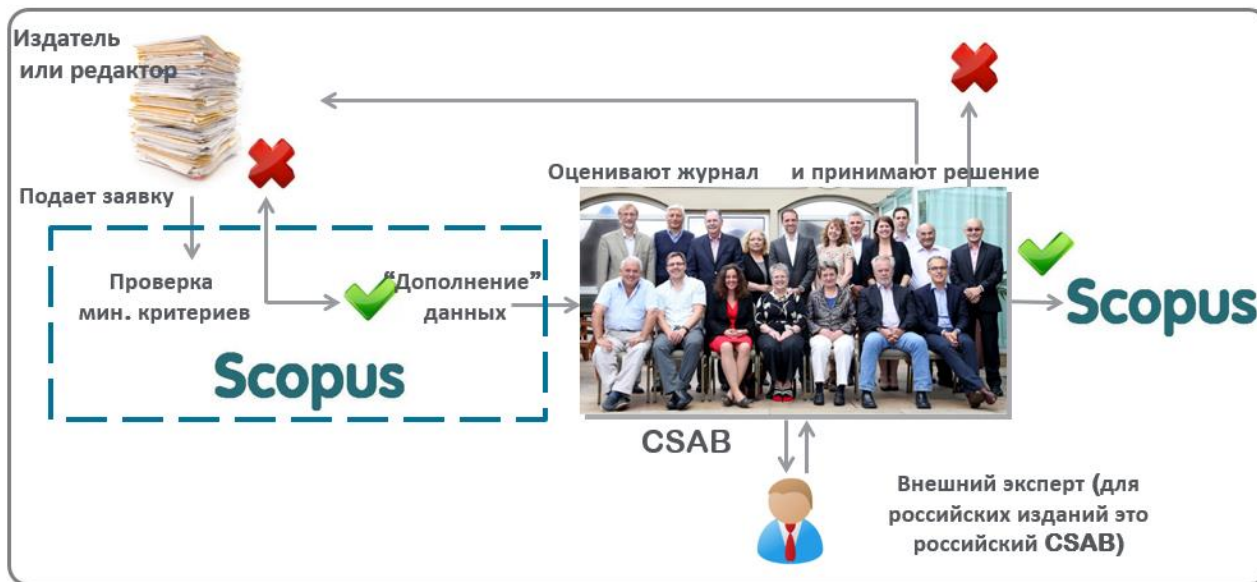 Издатель
или редактор
Подает заявку
Проверка
мин. критериев
“Дополнение”
данных
Scopus
Оценивают журнал
и принимают решение
CSAB
Scopus
Внешний эксперт (для
российских изданий это
российский CSAB)